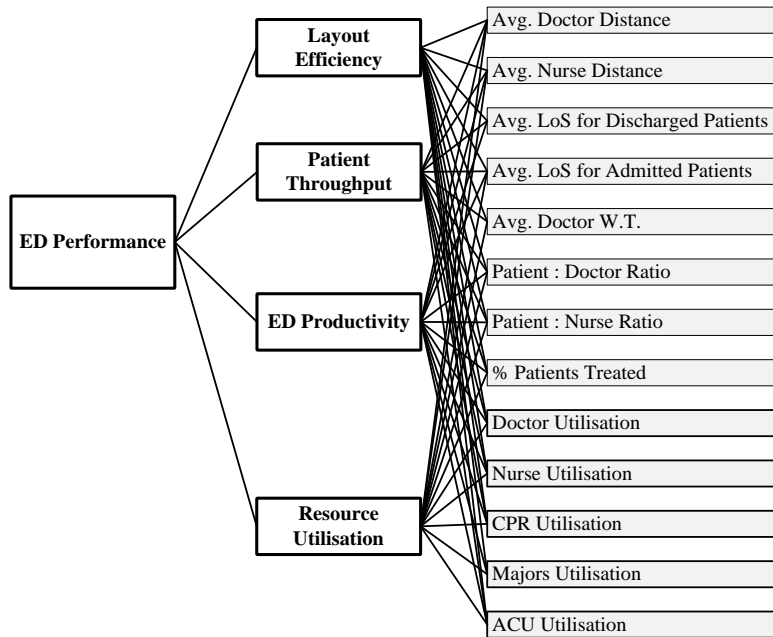 ED Performance
Layout
Efficiency
Patient
Throughput
ED Productivity
Resource
Utilisation
Avg. Doctor Distance
Avg. Nurse Distance
Avg. LoS for Discharged Patients
Avg. LoS for Admitted Patients
Avg. Doctor W.T.
Patient : Doctor Ratio
Patient : Nurse Ratio
% Patients Treated
Doctor Utilisation
Nurse Utilisation
CPR Utilisation
Majors Utilisation
ACU Utilisation